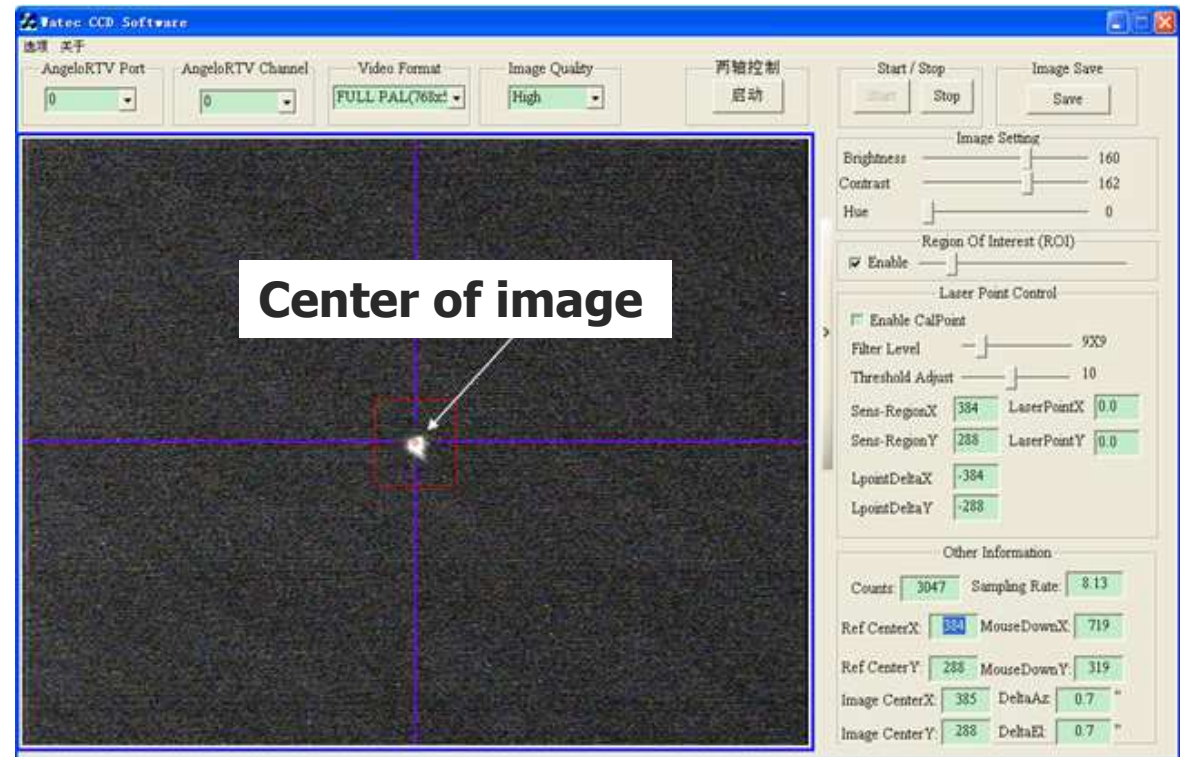 Watec CCD Software
选项 关于
AngeloRTV Port AngeloRTV Channel Video Format Image Quality 两轴控制 Start / Stop Image Save
0 0 FULL PAL(768x5 High 启动 Start Stop Save
Image Setting
Brightness 160
Contrast 162
Hue 0
Region Of Interest (ROI)
Enable
Center of image
Laser Point Control
Enable CalPoint
Filter Level 9X9
Threshold Adjust 10
Sens-RegionX 384 LaserPointX 0.0
Sens-RegionY 288 LaserPointY 0.0
LpointDeltaX -384
LpointDeltaY -288
Other Information
Counts: 3047 Sampling Rate: 8.13
Ref CenterX: 384 MouseDownX: 719
Ref CenterY: 288 MouseDownY: 319
Image CenterX: 385 DeltaAz: 0.7 "
Image CenterY: 288 DeltaEl: 0.7 "